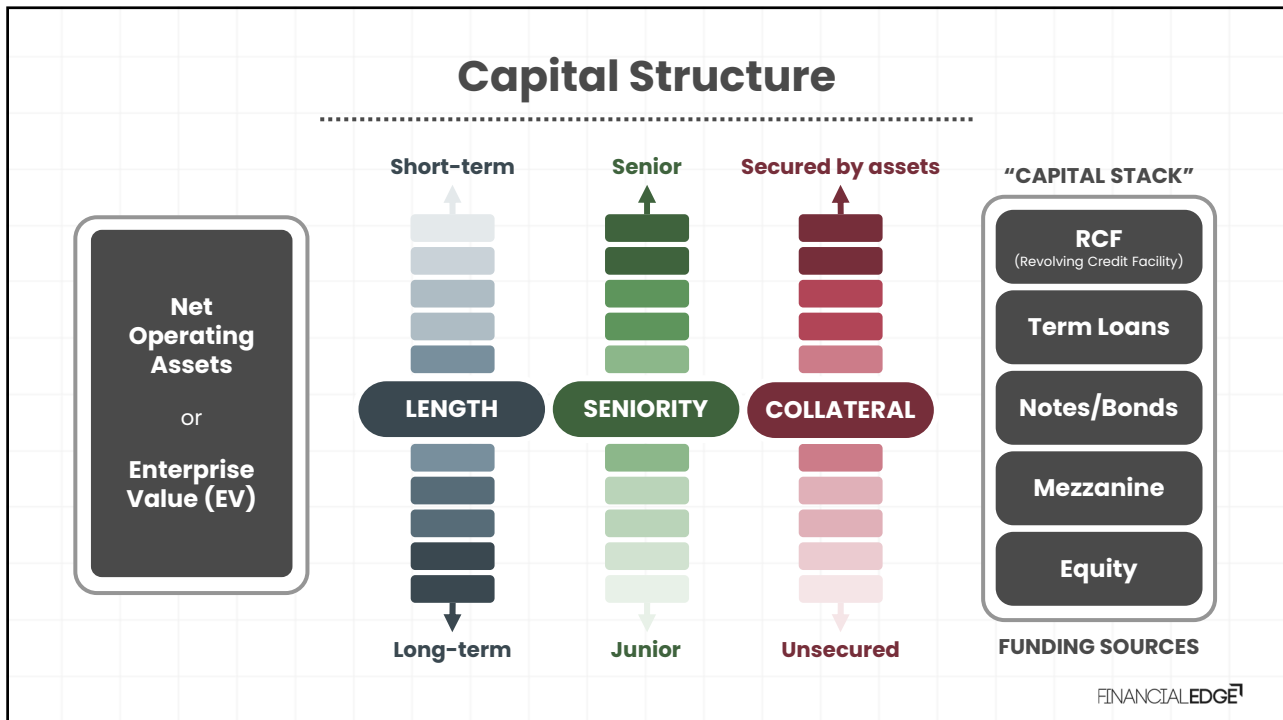 Capital Structure
Net
Operating
Assets
or
Enterprise
Value (EV)
Short-term
LENGTH
Long-term
Senior
SENIORITY
Junior
Secured by assets
COLLATERAL
Unsecured
“CAPITAL STACK”
RCF
(Revolving Credit Facility)
Term Loans
Notes/Bonds
Mezzanine
Equity
FUNDING SOURCES
FINANCIALEDGE